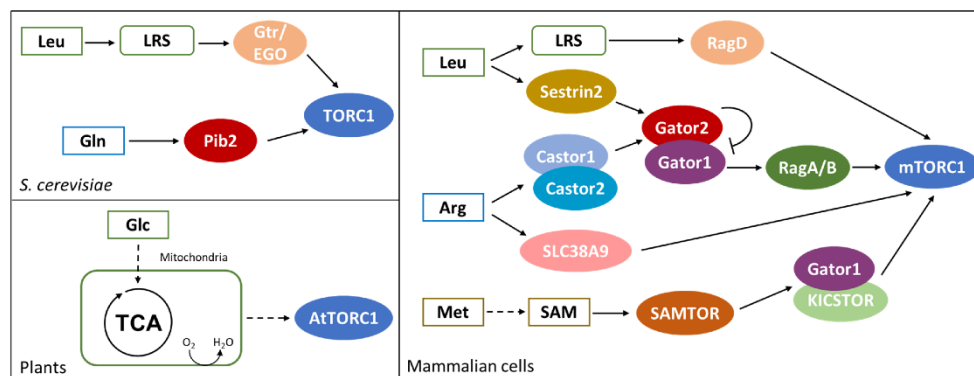 Leu
LRS
Gtr/
EGO
TORC1
Gln
Pib2
S. cerevisiae
Glc
Mitochondria
TCA
O₂
H₂O
AtTORC1
Plants
Leu
LRS
RagD
Sestrin2
Gator2
Castor1
Gator1
Castor2
RagA/B
mTORC1
Arg
SLC38A9
Gator1
KICSTOR
Met
SAM
SAMTOR
Mammalian cells